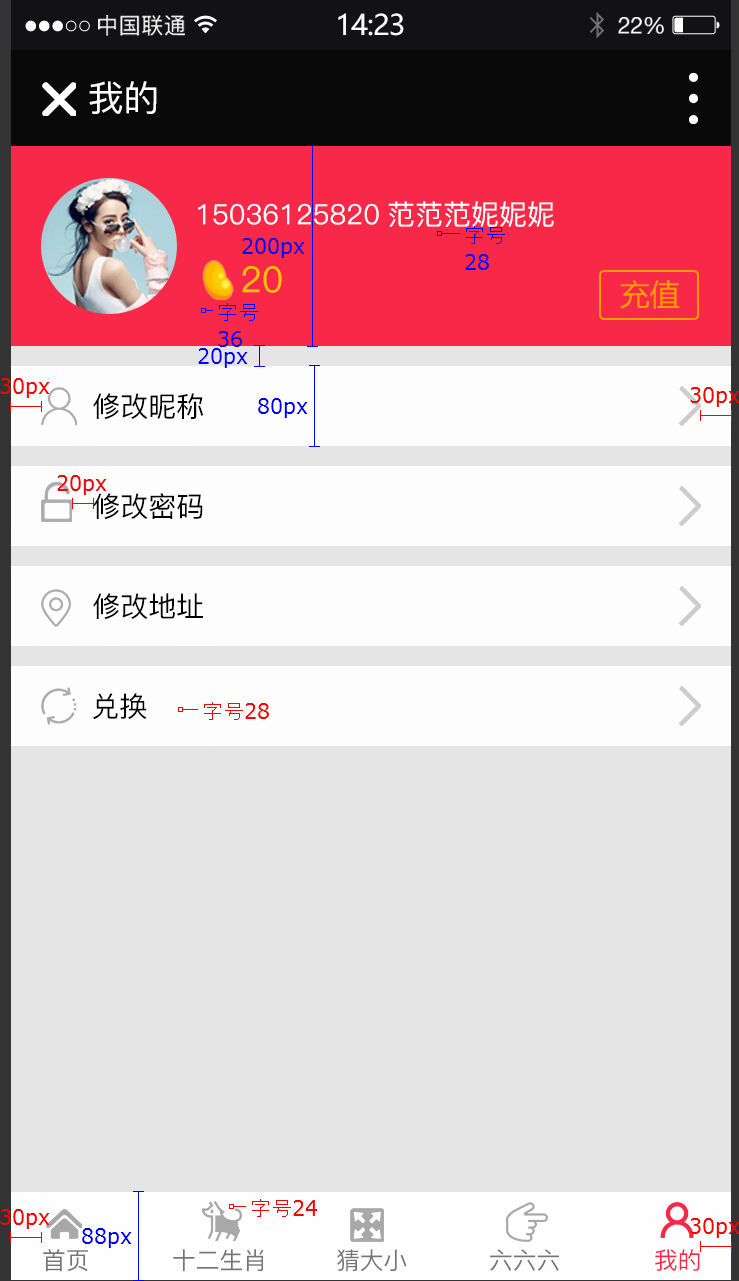 中国联通 14:23 22%
我的
15036125820 范范范妮妮妮
字号
28
200px
20
充值
字号
36
20px
30px 修改昵称 80px 30px
20px
修改密码
修改地址
兑换 字号28
字号24
30px 88px 30px
首页 十二生肖 猜大小 六六六 我的